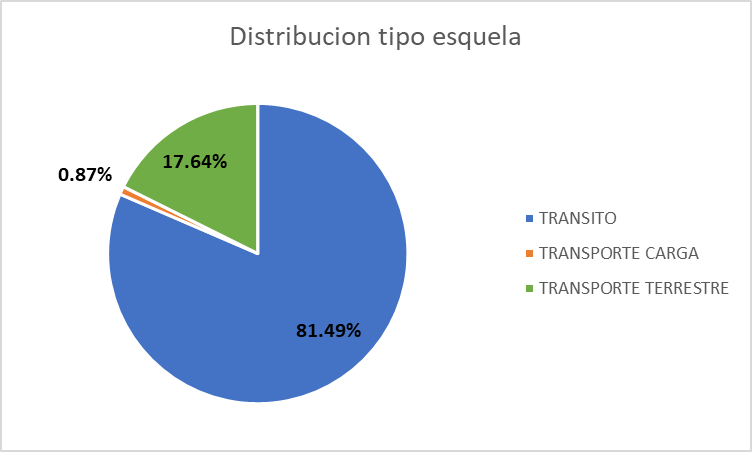 Distribucion tipo esquela
0.87%
17.64%
81.49%
TRANSITO
TRANSPORTE CARGA
TRANSPORTE TERRESTRE